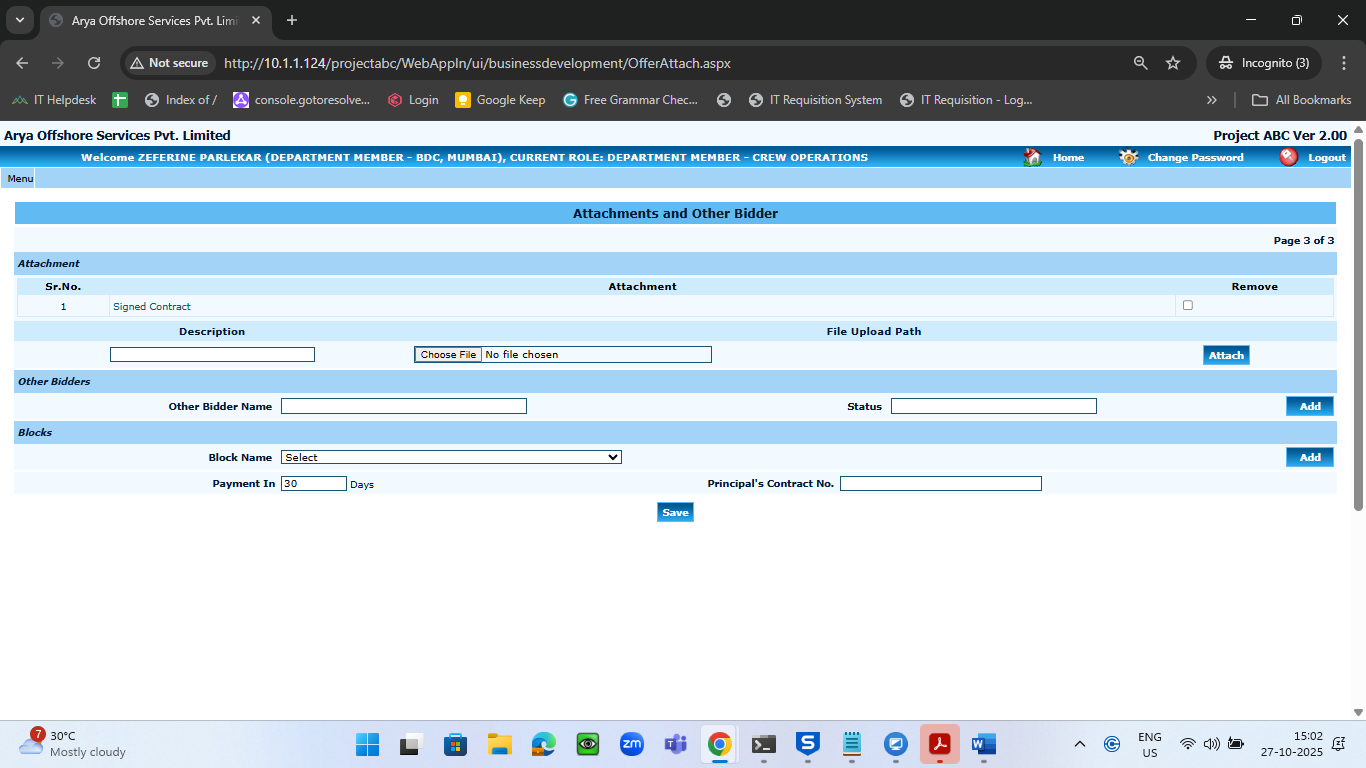 Arya Offshore Services Pvt. Limi
Not secure http://10.1.1.124/projectabc/WebAppIn/ui/businessdevelopment/OfferAttach.aspx Incognito (3)
IT Helpdesk Index of / console.gotoresolve... Login Google Keep Free Grammar Chec... IT Requisition System IT Requisition - Log... » All Bookmarks
Arya Offshore Services Pvt. Limited Project ABC Ver 2.00
Welcome ZEFERINE PARLEKAR (DEPARTMENT MEMBER - BDC, MUMBAI), CURRENT ROLE: DEPARTMENT MEMBER - CREW OPERATIONS Home Change Password Logout
Menu
Attachments and Other Bidder
Page 3 of 3
Attachment
Sr.No. Attachment Remove
1 Signed Contract
Description File Upload Path
Choose File No file chosen Attach
Other Bidders
Other Bidder Name Status Add
Blocks
Block Name Select Add
Payment In 30 Days Principal's Contract No.
Save
7 30°C
Mostly cloudy
zm
ENG
US
15:02
27-10-2025